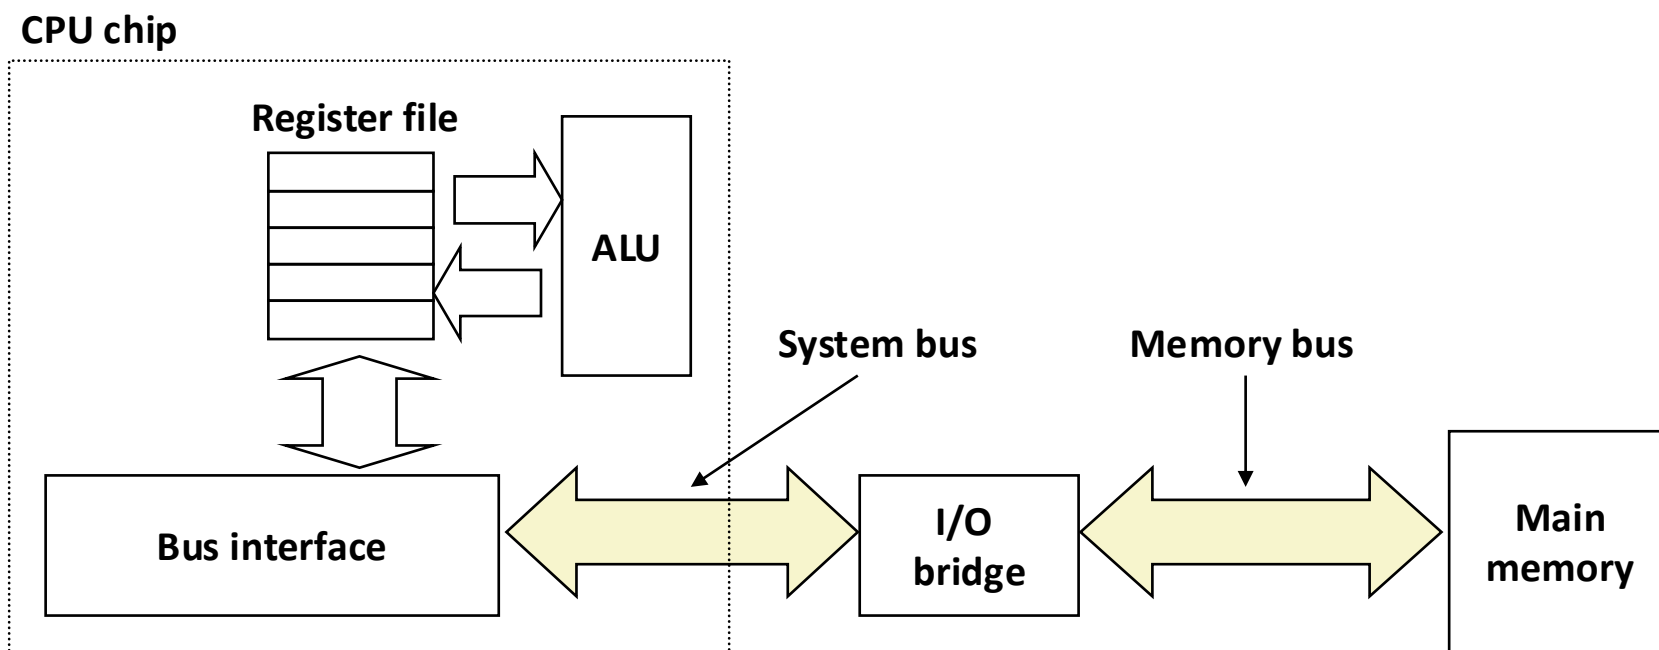 CPU chip
Register file
ALU
System bus
Memory bus
Bus interface
I/O
bridge
Main
memory